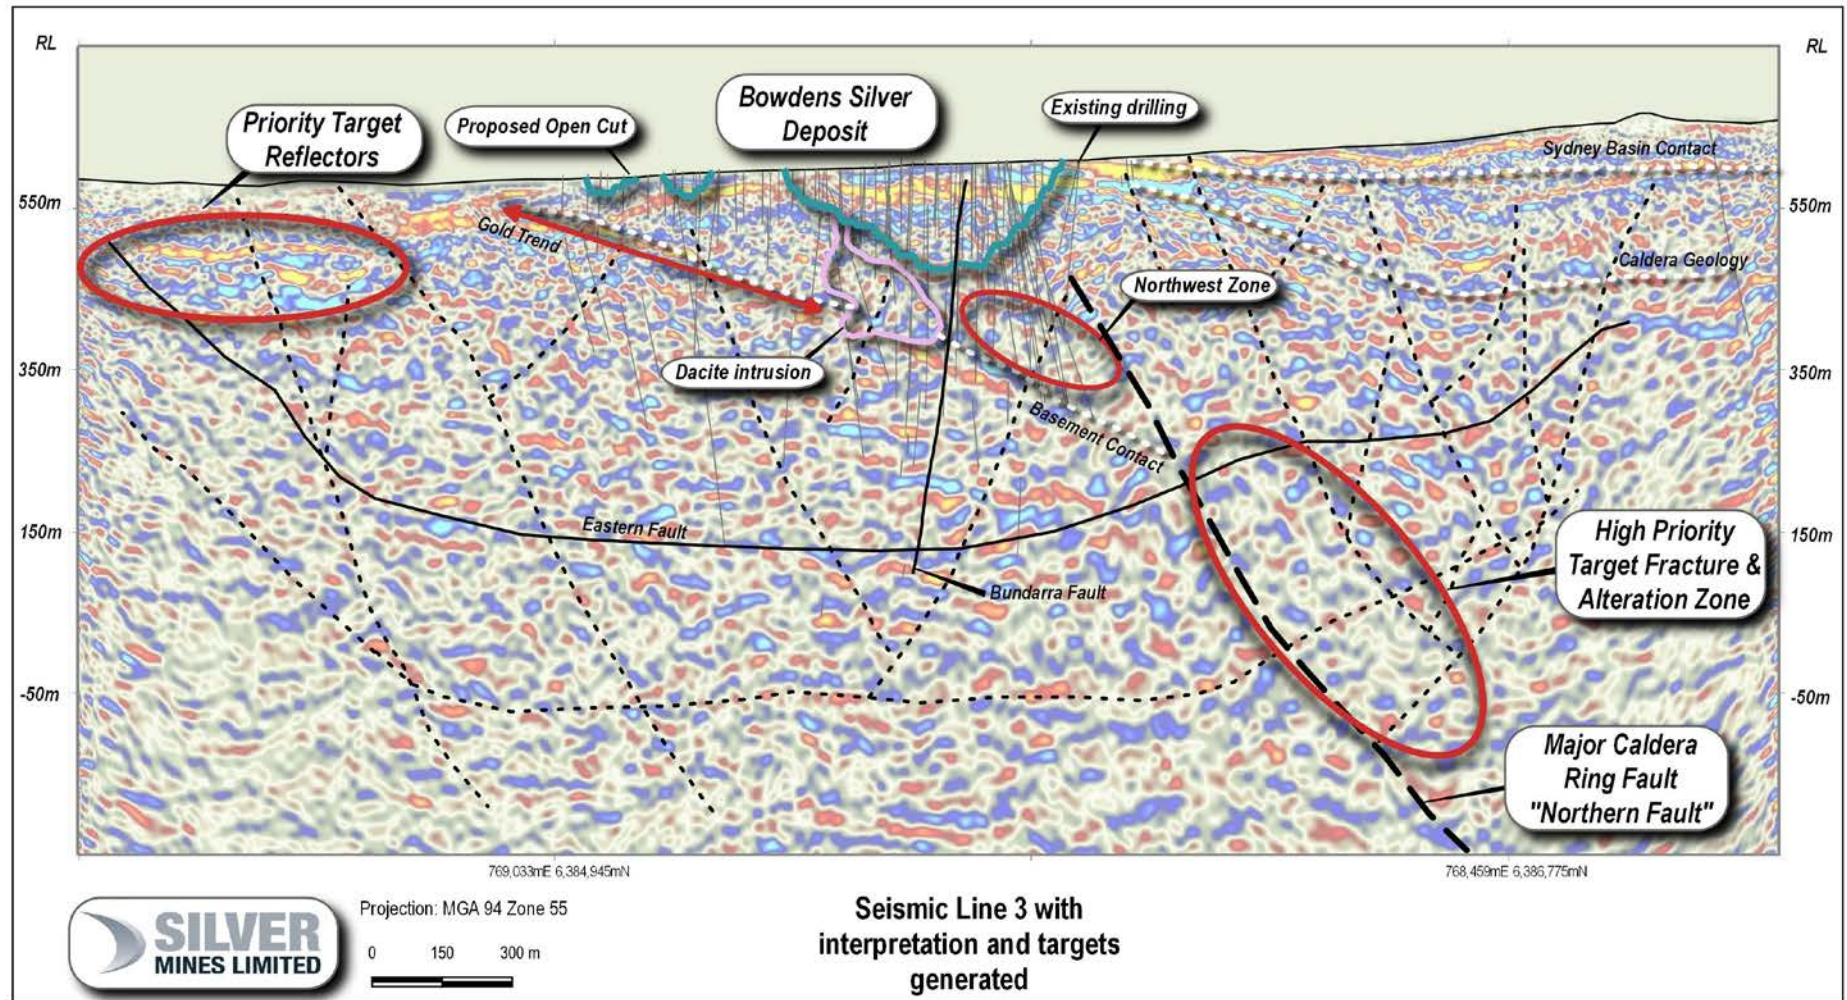 RL
RL
Priority Target
Reflectors
Proposed Open Cut
Bowdens Silver
Deposit
Existing drilling
Sydney Basin Contact
550m
550m
Gold Trend
Caldera Geology
Northwest Zone
350m
350m
Dacite intrusion
Basement Contact
150m
150m
Eastern Fault
High Priority
Target Fracture &
Alteration Zone
Bundarra Fault
-50m
-50m
Major Caldera
Ring Fault
"Northern Fault"
769,033mE 6,384,945mN
768,459mE 6,386,775mN
SILVER
MINES LIMITED
Projection: MGA 94 Zone 55
0 150 300 m
Seismic Line 3 with
interpretation and targets
generated